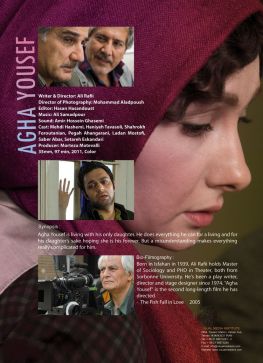 AGHA YOUSEF
Writer & Director: Ali Rafii
Director of Photography: Mohammad Aladpoush
Editor: Hasan Hasandoust
Music: Ali Samadpour
Sound: Amir Hossein Ghasemi
Cast: Mehdi Hashemi, Haniyeh Tavasoli, Shahrokh
Foroutanian, Pegah Ahangarani, Ladan Mostofi,
Saber Abar, Setareh Eskandari
Producer: Morteza Motevalli
35mm, 97 min, 2011, Color
Synopsis :
Agha Yousef is living with his only daughter. He does everything he can for a living and for
his daughter's sake hoping she is his forever. But a misunderstanding makes everything
really complicated for him.
Bio-Filmography :
Born in Isfahan in 1939, Ali Rafii holds Master
of Sociology and PHD in Theater, both from
Sorbonne University. He's been a play writer,
director and stage designer since 1974. "Agha
Yousef" is the second long-length film he has
directed.
- The Fish Fall in Love 2005
MEDIA INSTITUTE